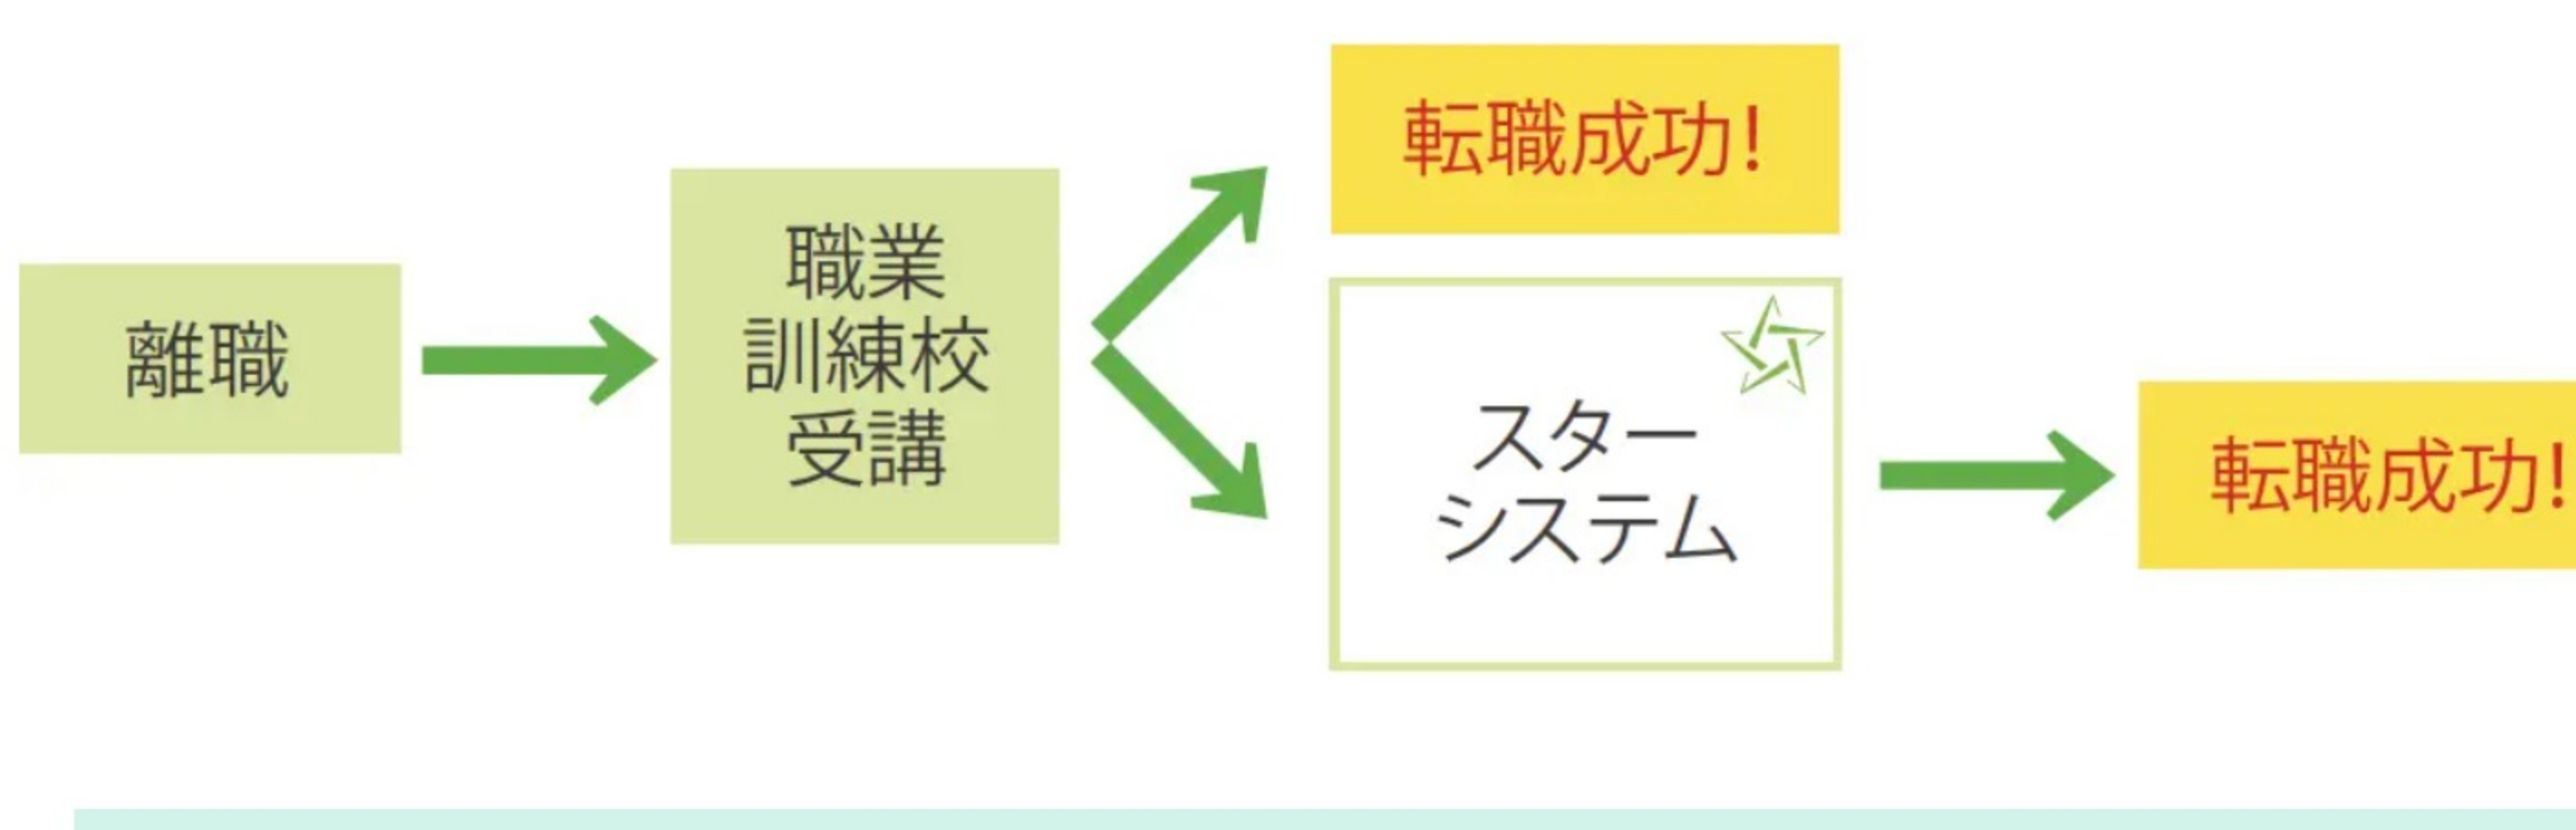 離職
職業
訓練校
受講
転職成功!
スター
システム
転職成功!